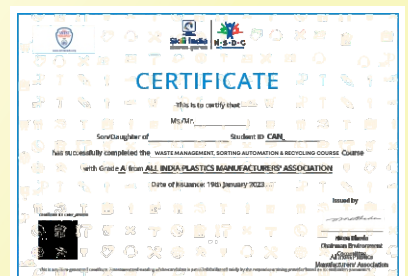 Skill India
N·S·D·C
CERTIFICATE
This is to certify that
Ms/Mr.
Son/Daughter of Student ID CAN_
has successfully completed the WASTE MANAGEMENT, SORTING AUTOMATION & RECYCLING COURSE Course
with Grade A from ALL INDIA PLASTICS MANUFACTURERS' ASSOCIATION
Date of Issuance: 19th January 2023
Issued by
Chairman Environment
Committee
All India Plastics
Manufacturers' Association